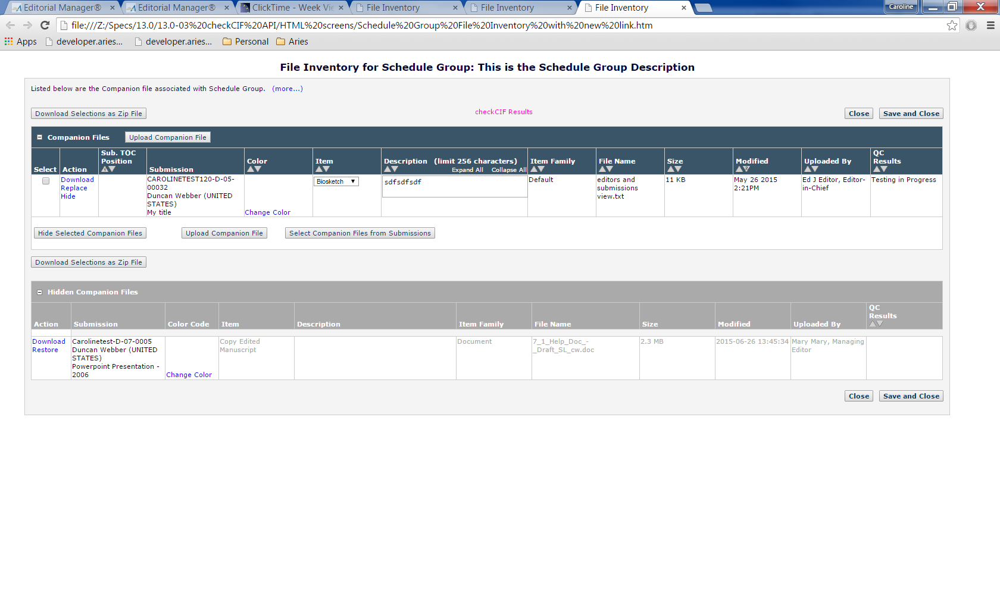 Editorial Manager® Editorial Manager® ClickTime - Week Vie File Inventory File Inventory File Inventory Caroline
file:///Z:/Specs/13.0/13.0-03%20checkCIF%20API/HTML%20screens/Schedule%20Group%20File%20Inventory%20with%20new%20link.htm
Apps developer.aries... developer.aries... Personal Aries
File Inventory for Schedule Group: This is the Schedule Group Description
Listed below are the Companion file associated with Schedule Group. (more...)
Download Selections as Zip File checkCIF Results Close Save and Close
Companion Files Upload Companion File
Sub. TOC QC
Position Color Item Description (limit 256 characters) Item Family File Name Size Modified Uploaded By Results
Select Action Submission Expand All Collapse All
Download CAROLINETEST120-D-05- Biosketch sdfsdfsdf Default editors and 11 KB May 26 2015 Ed J Editor, Editor- Testing in Progress
Replace 00032 submissions 2:21PM in-Chief
Hide Duncan Webber (UNITED view.txt
STATES)
My title Change Color
Hide Selected Companion Files Upload Companion File Select Companion Files from Submissions
Download Selections as Zip File
Hidden Companion Files
QC
Results
Action Submission Color Code Item Description Item Family File Name Size Modified Uploaded By
Download Carolinetest-D-07-0005 Copy Edited Document 7_1_Help_Doc_- 2.3 MB 2015-06-26 13:45:34 Mary Mary, Managing
Restore Duncan Webber (UNITED Manuscript _Draft_SL_cw.doc Editor
STATES)
Powerpoint Presentation -
2006 Change Color
Close Save and Close